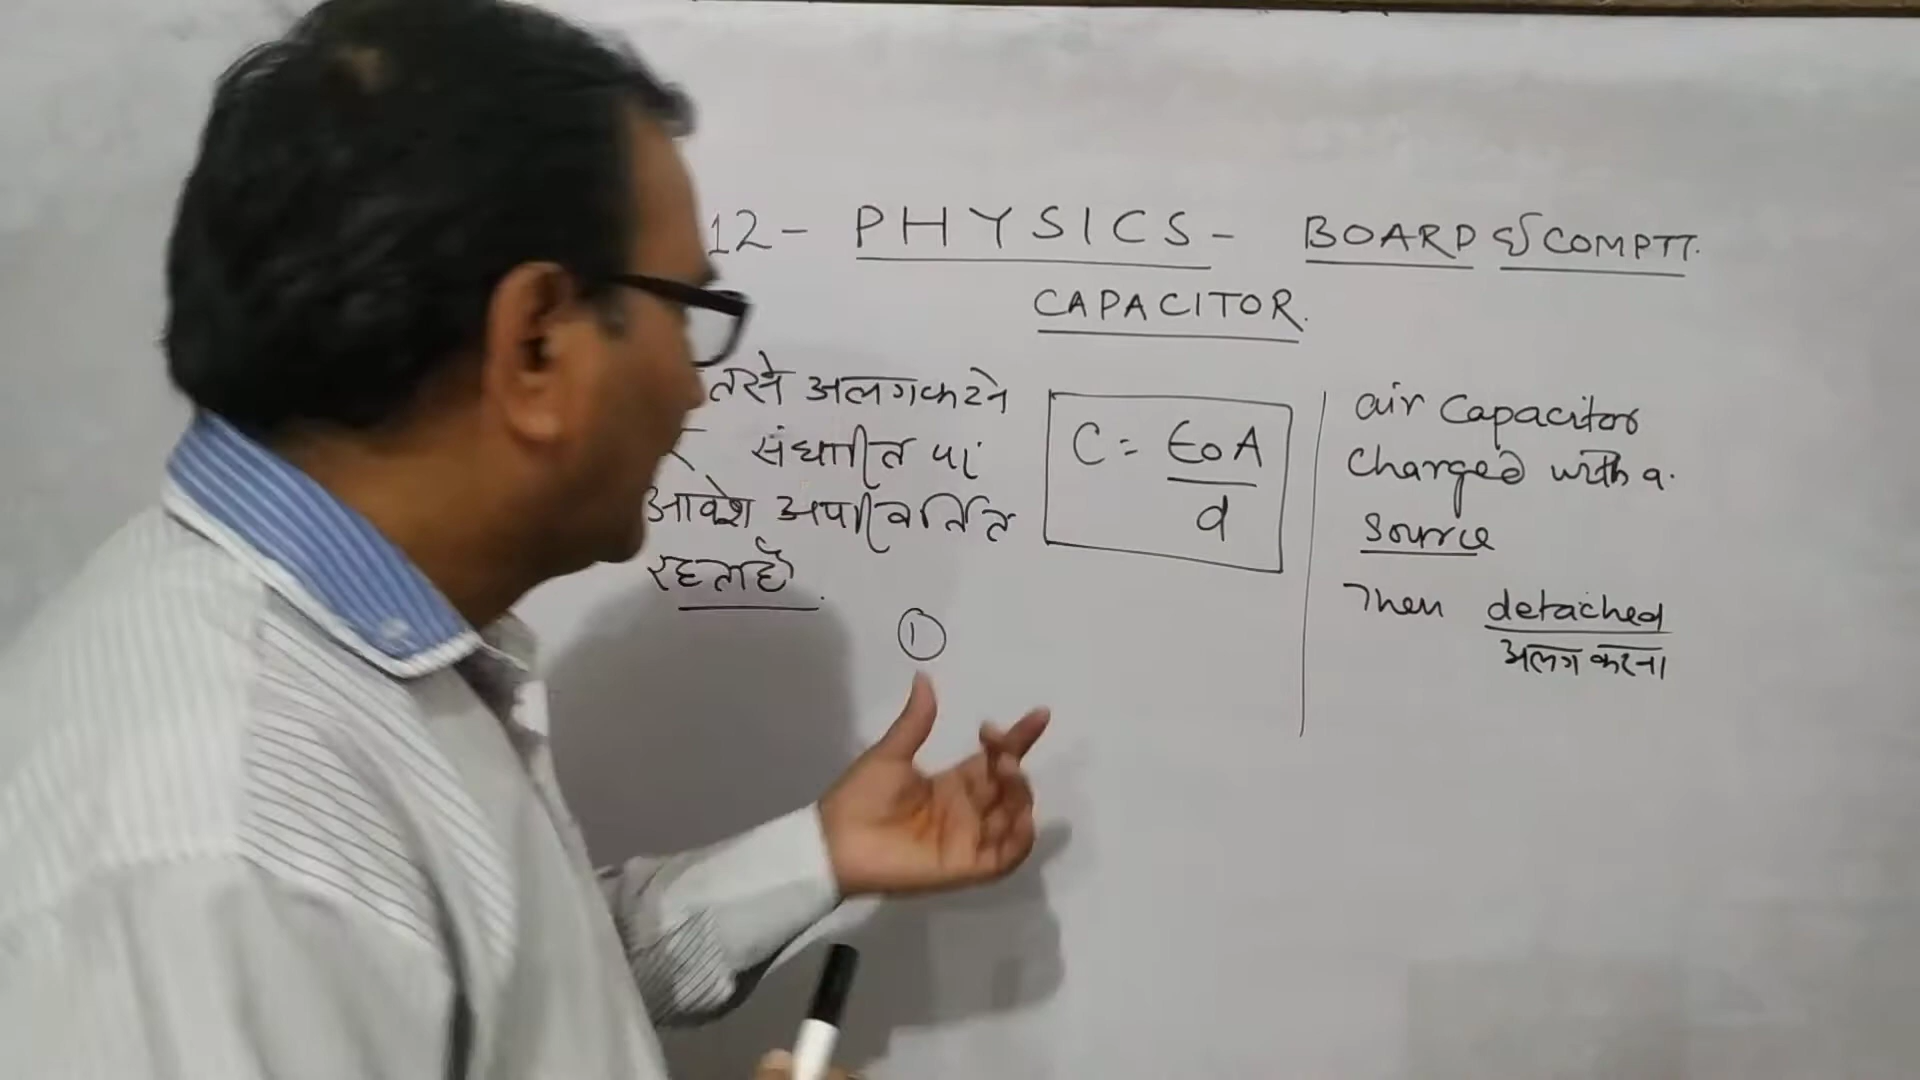 12 - PHYSICS - BOARD & COMPTT.
CAPACITOR.
अलग करने
संधारित्र पर
आवेश अपरिवर्तित
रहता है.
①
C = ϵ₀A / d
air Capacitor
Charged with a.
Source
Then detached
अलग करना